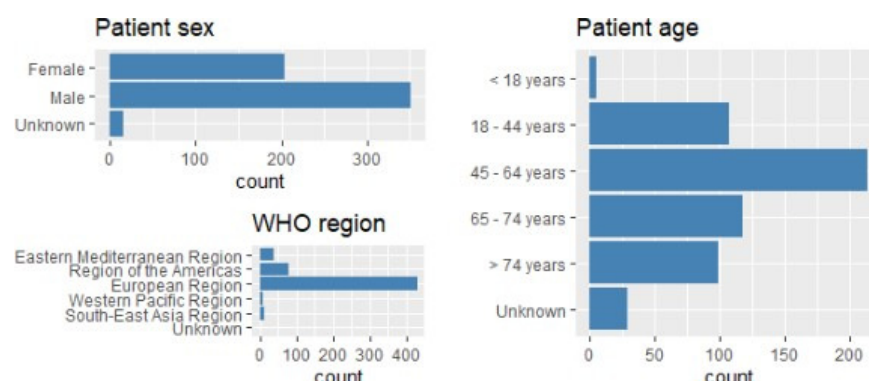 Patient sex
Female
Male
Unknown
0 100 200 300
count
WHO region
Eastern Mediterranean Region
Region of the Americas
European Region
Western Pacific Region
South-East Asia Region
Unknown
0 100 200 300 400
count
Patient age
< 18 years
18 - 44 years
45 - 64 years
65 - 74 years
> 74 years
Unknown
0 50 100 150 200
count